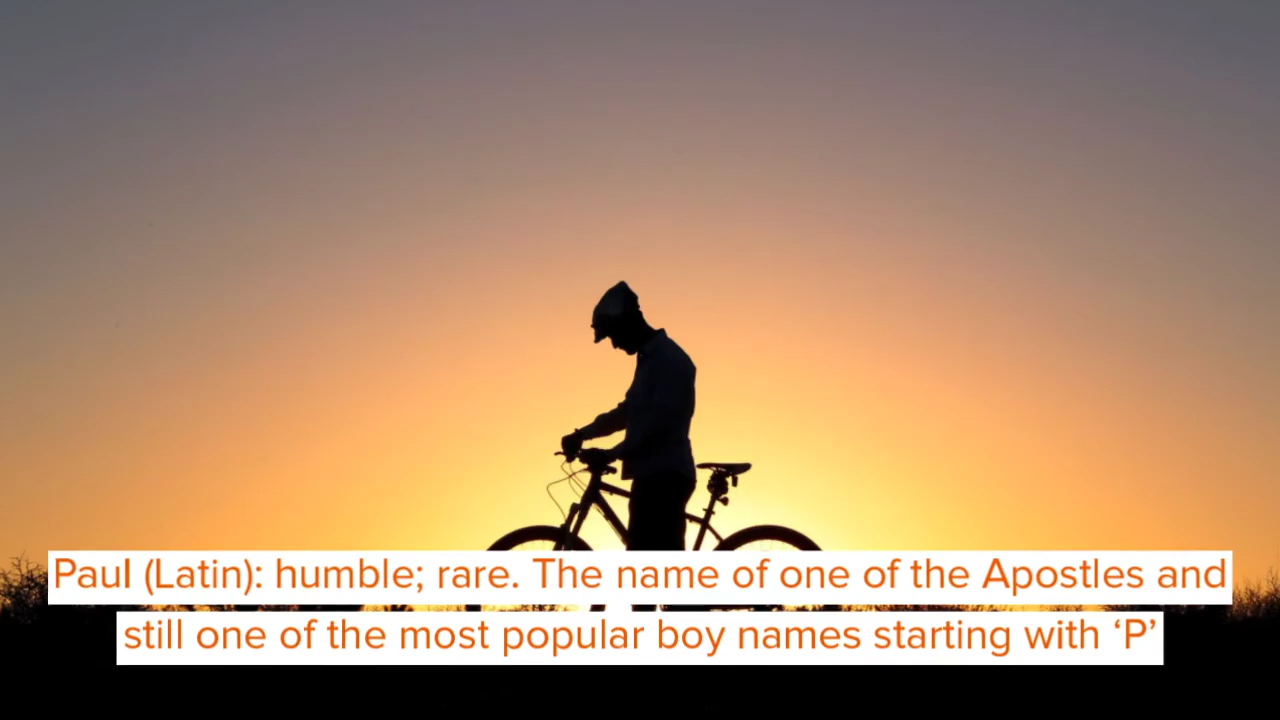 Paul (Latin): humble; rare. The name of one of the Apostles and
still one of the most popular boy names starting with ‘P’